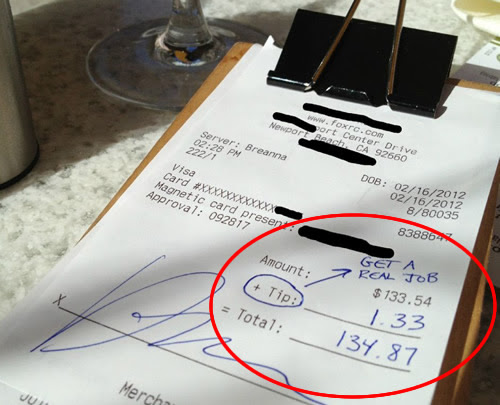 www.foxrc.com
port Center Drive
Newport Beach, CA 92660
Server: Breanna
DOB: 02/16/2012
02:28 PM
02/16/2012
222/1
8/80035
Visa
8388647
Card #XXXXXXXXXXXXX
Magnetic card present:
Approval: 092817
GET A
REAL JOB
Amount:
$133.54
+ Tip:
1.33
= Total:
134.87
X
Mercha